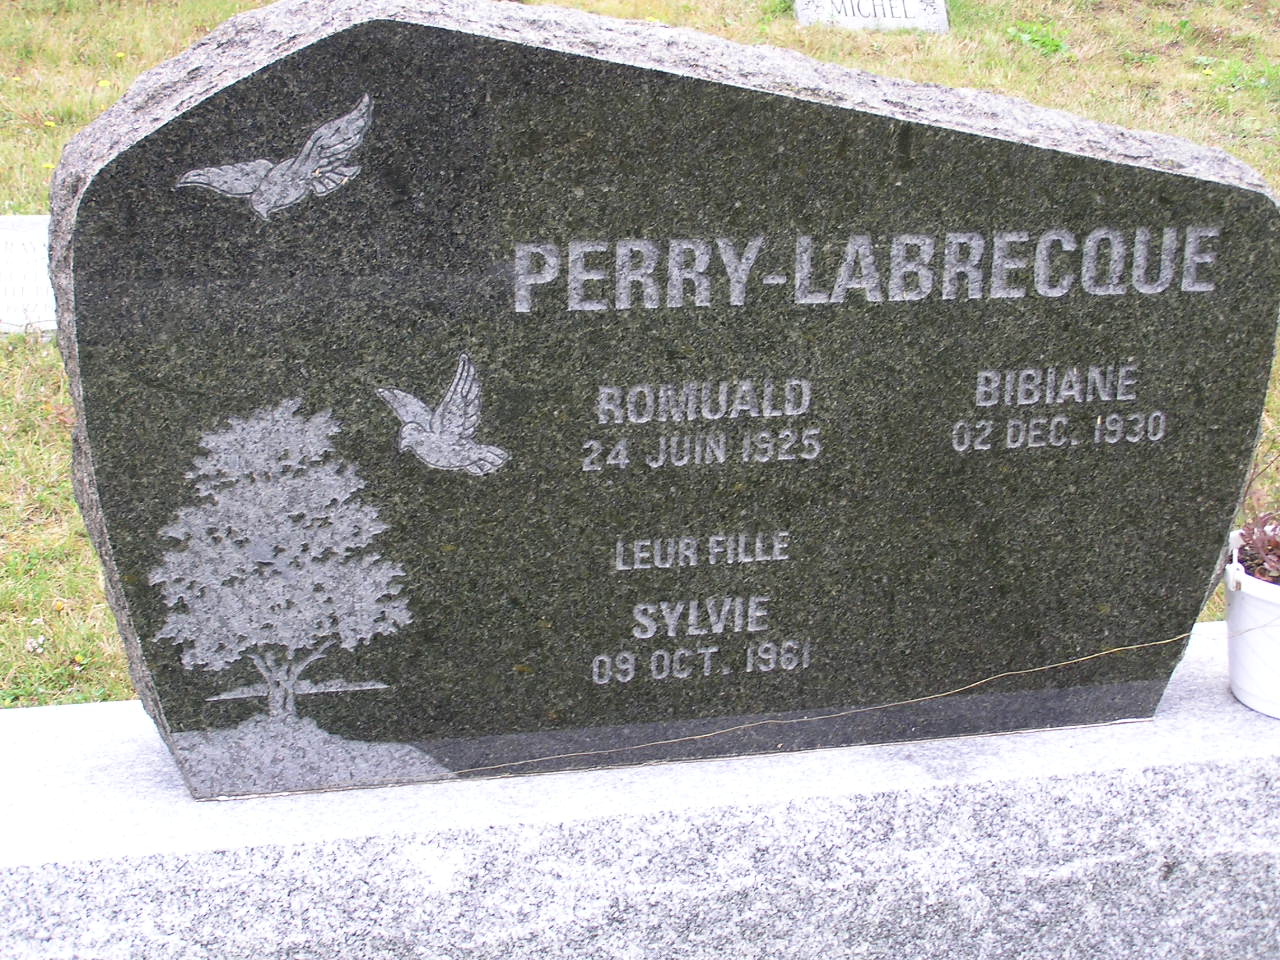 MICHEL
PERRY-LABRECQUE
ROMUALD
24 JUIN 1925
BIBIANE
02 DEC. 1930
LEUR FILLE
SYLVIE
09 OCT. 1961